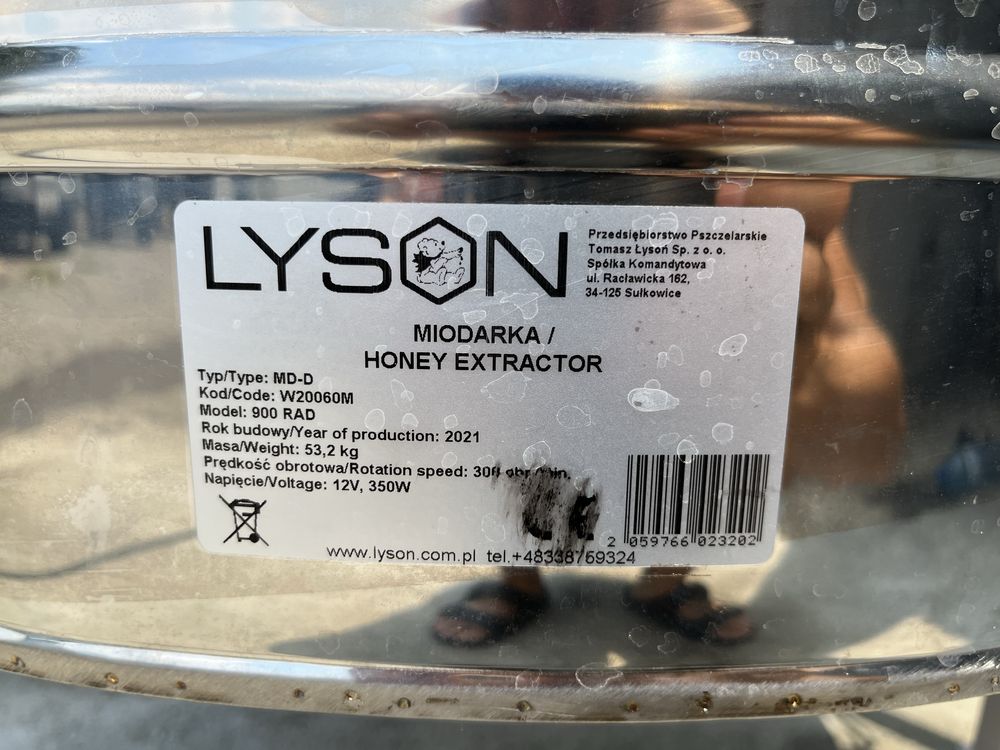 LYSON
Przedsiębiorstwo Pszczelarskie
Tomasz Łysoń Sp. z o. o.
Spółka Komandytowa
ul. Racławicka 162,
34-125 Sułkowice
MIODARKA /
HONEY EXTRACTOR
Typ/Type: MD-D
Kod/Code: W20060M
Model: 900 RAD
Rok budowy/Year of production: 2021
Masa/Weight: 53,2 kg
Prędkość obrotowa/Rotation speed:
Napięcie/Voltage: 12V, 350W
2 059766 023202
www.lyson.com.pl tel.+48338759324